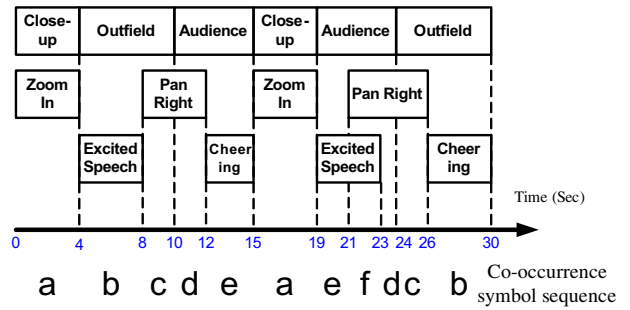 Close-
up
Outfield
Audience
Close-
up
Audience
Outfield
Zoom
In
Pan
Right
Zoom
In
Pan Right
Excited
Speech
Cheer
ing
Excited
Speech
Cheer
ing
Time (Sec)
0 4 8 10 12 15 19 21 23 24 26 30
a b c d e a e f d c b
Co-occurrence
symbol sequence